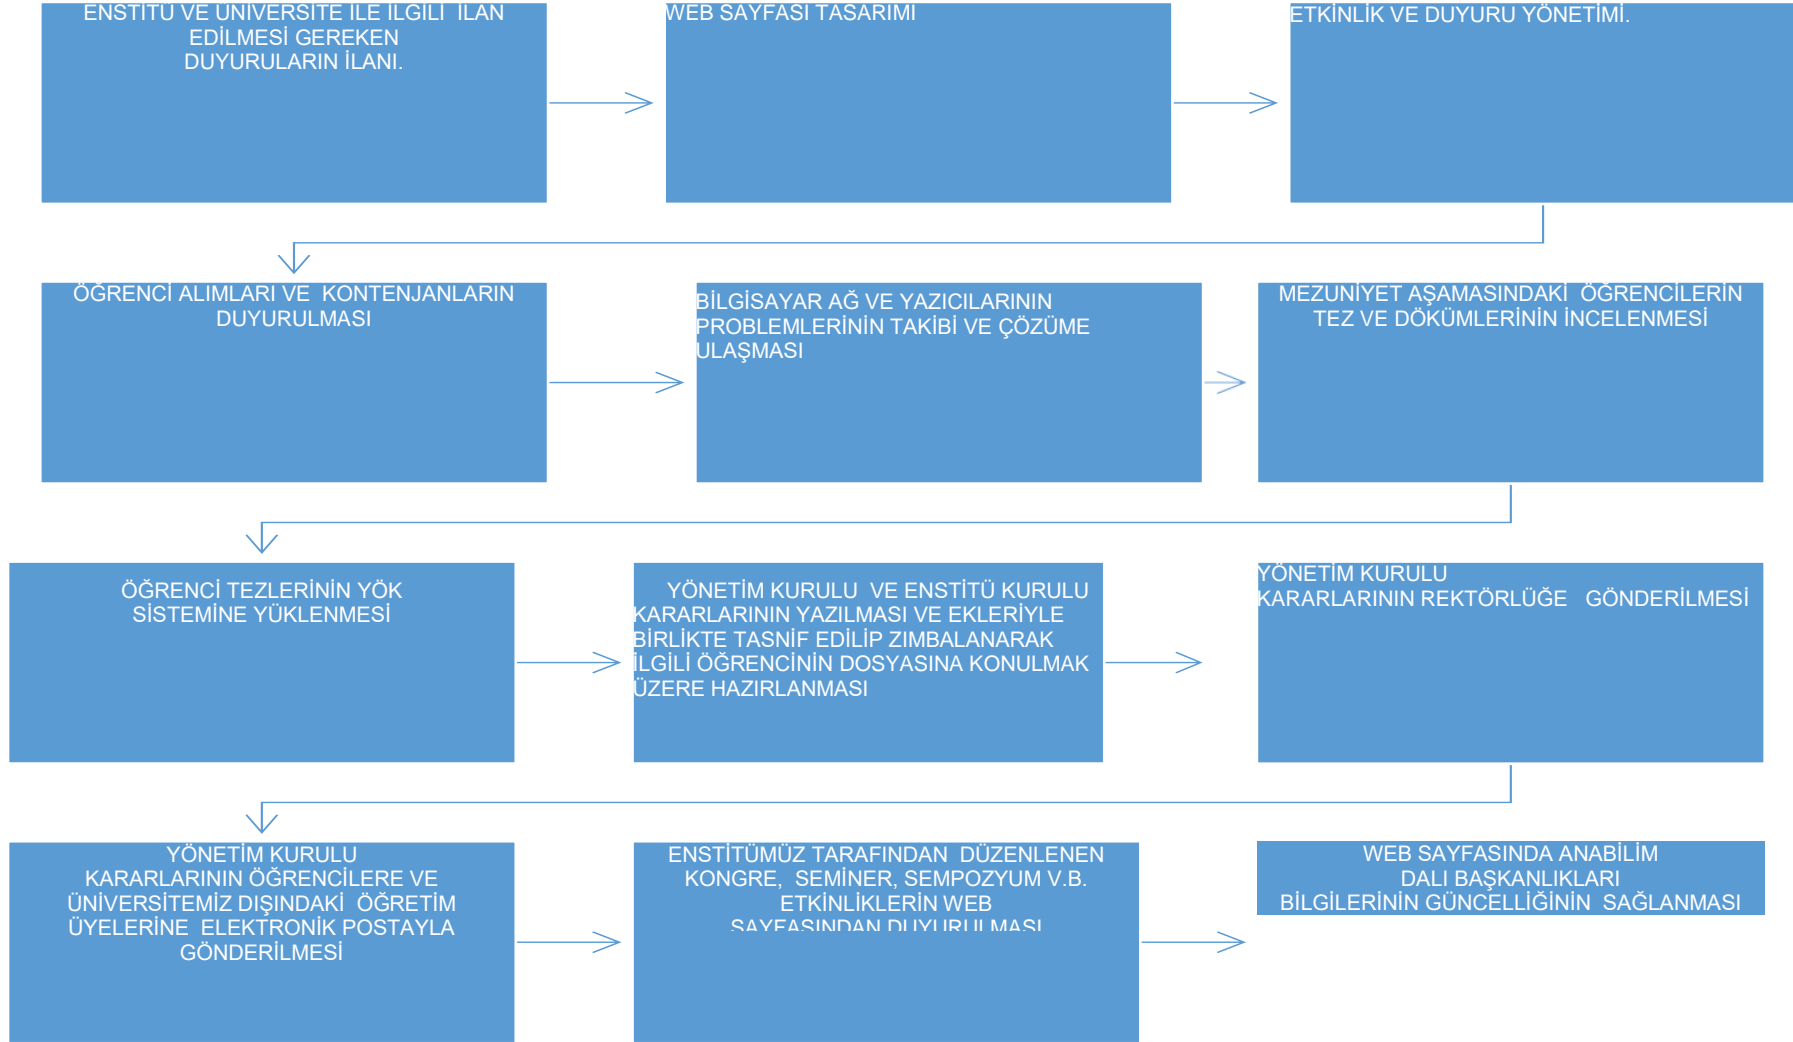 ENSTİTÜ VE ÜNİVERSİTE İLE İLGİLİ İLAN
EDİLMESİ GEREKEN
DUYURULARIN İLANI.
WEB SAYFASI TASARIMI
ETKİNLİK VE DUYURU YÖNETİMİ.
ÖĞRENCİ ALIMLARI VE KONTENJANLARIN
DUYURULMASI
BİLGİSAYAR AĞ VE YAZICILARININ
PROBLEMLERİNİN TAKİBİ VE ÇÖZÜME
ULAŞMASI
MEZUNİYET AŞAMASINDAKİ ÖĞRENCİLERİN
TEZ VE DÖKÜMLERİNİN İNCELENMESİ
ÖĞRENCİ TEZLERİNİN YÖK
SİSTEMİNE YÜKLENMESİ
YÖNETİM KURULU VE ENSTİTÜ KURULU
KARARLARININ YAZILMASI VE EKLERİYLE
BİRLİKTE TASNİF EDİLİP ZIMBALANARAK
İLGİLİ ÖĞRENCİNİN DOSYASINA KONULMAK
ÜZERE HAZIRLANMASI
YÖNETİM KURULU
KARARLARININ REKTÖRLÜĞE GÖNDERİLMESİ
YÖNETİM KURULU
KARARLARININ ÖĞRENCİLERE VE
ÜNİVERSİTEMİZ DIŞINDAKİ ÖĞRETİM
ÜYELERİNE ELEKTRONİK POSTAYLA
GÖNDERİLMESİ
ENSTİTÜMÜZ TARAFINDAN DÜZENLENEN
KONGRE, SEMİNER, SEMPOZYUM V.B.
ETKİNLİKLERİN WEB
SAYFASINDAN DUYURULMASI
WEB SAYFASINDA ANABİLİM
DALI BAŞKANLIKLARI
BİLGİLERİNİN GÜNCELLİĞİNİN SAĞLANMASI